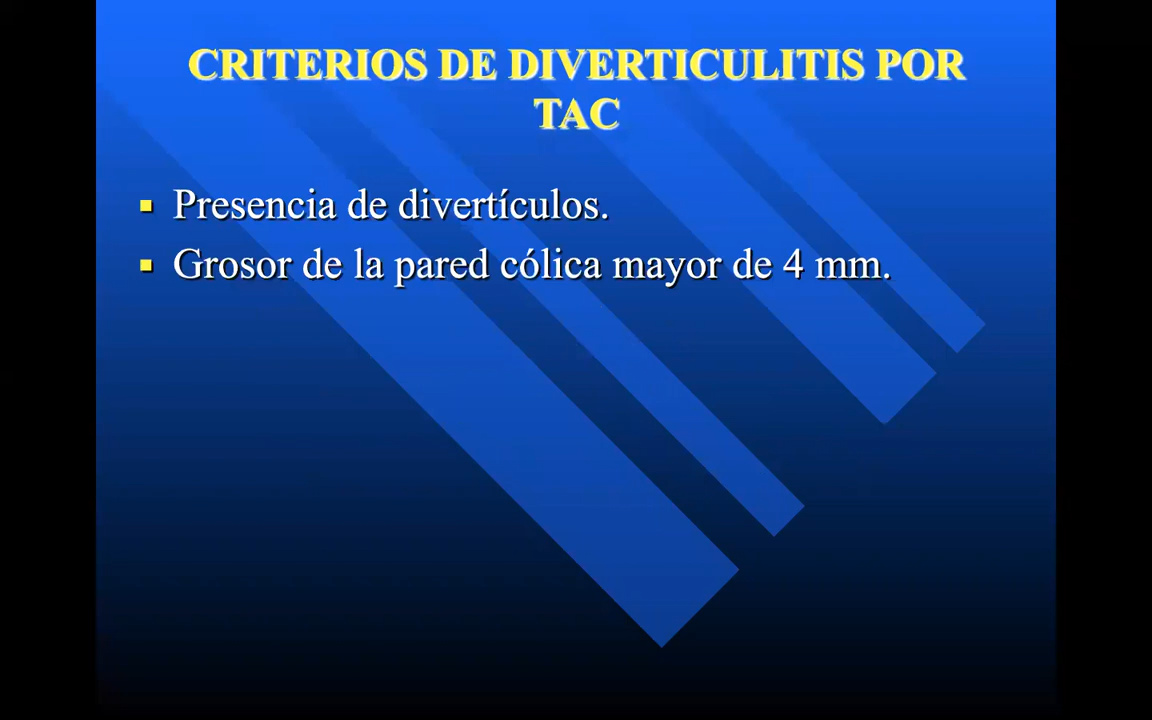 CRITERIOS DE DIVERTICULITIS POR
TAC
Presencia de divertículos.
Grosor de la pared cólica mayor de 4 mm.